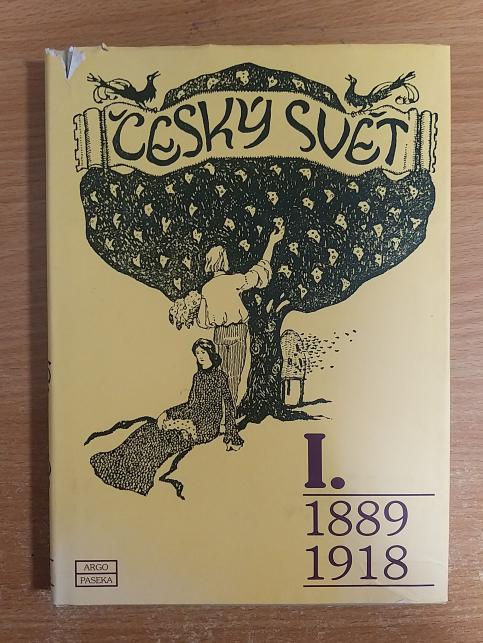 ČESKÝ SVĚT
I.
1889
1918
ARGO
PASEKA